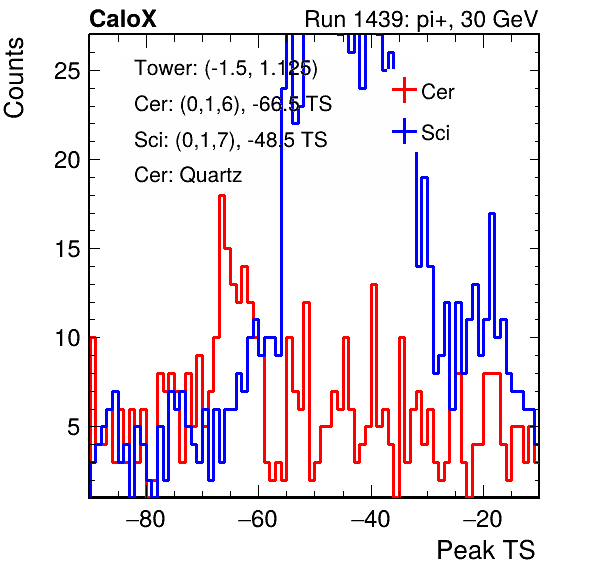 CaloX Run 1439: pi+, 30 GeV
Counts
25
20
15
10
5
Tower: (-1.5, 1.125)
Cer: (0,1,6), -66.5 TS
Sci: (0,1,7), -48.5 TS
Cer: Quartz
Cer
Sci
−80 −60 −40 −20
Peak TS